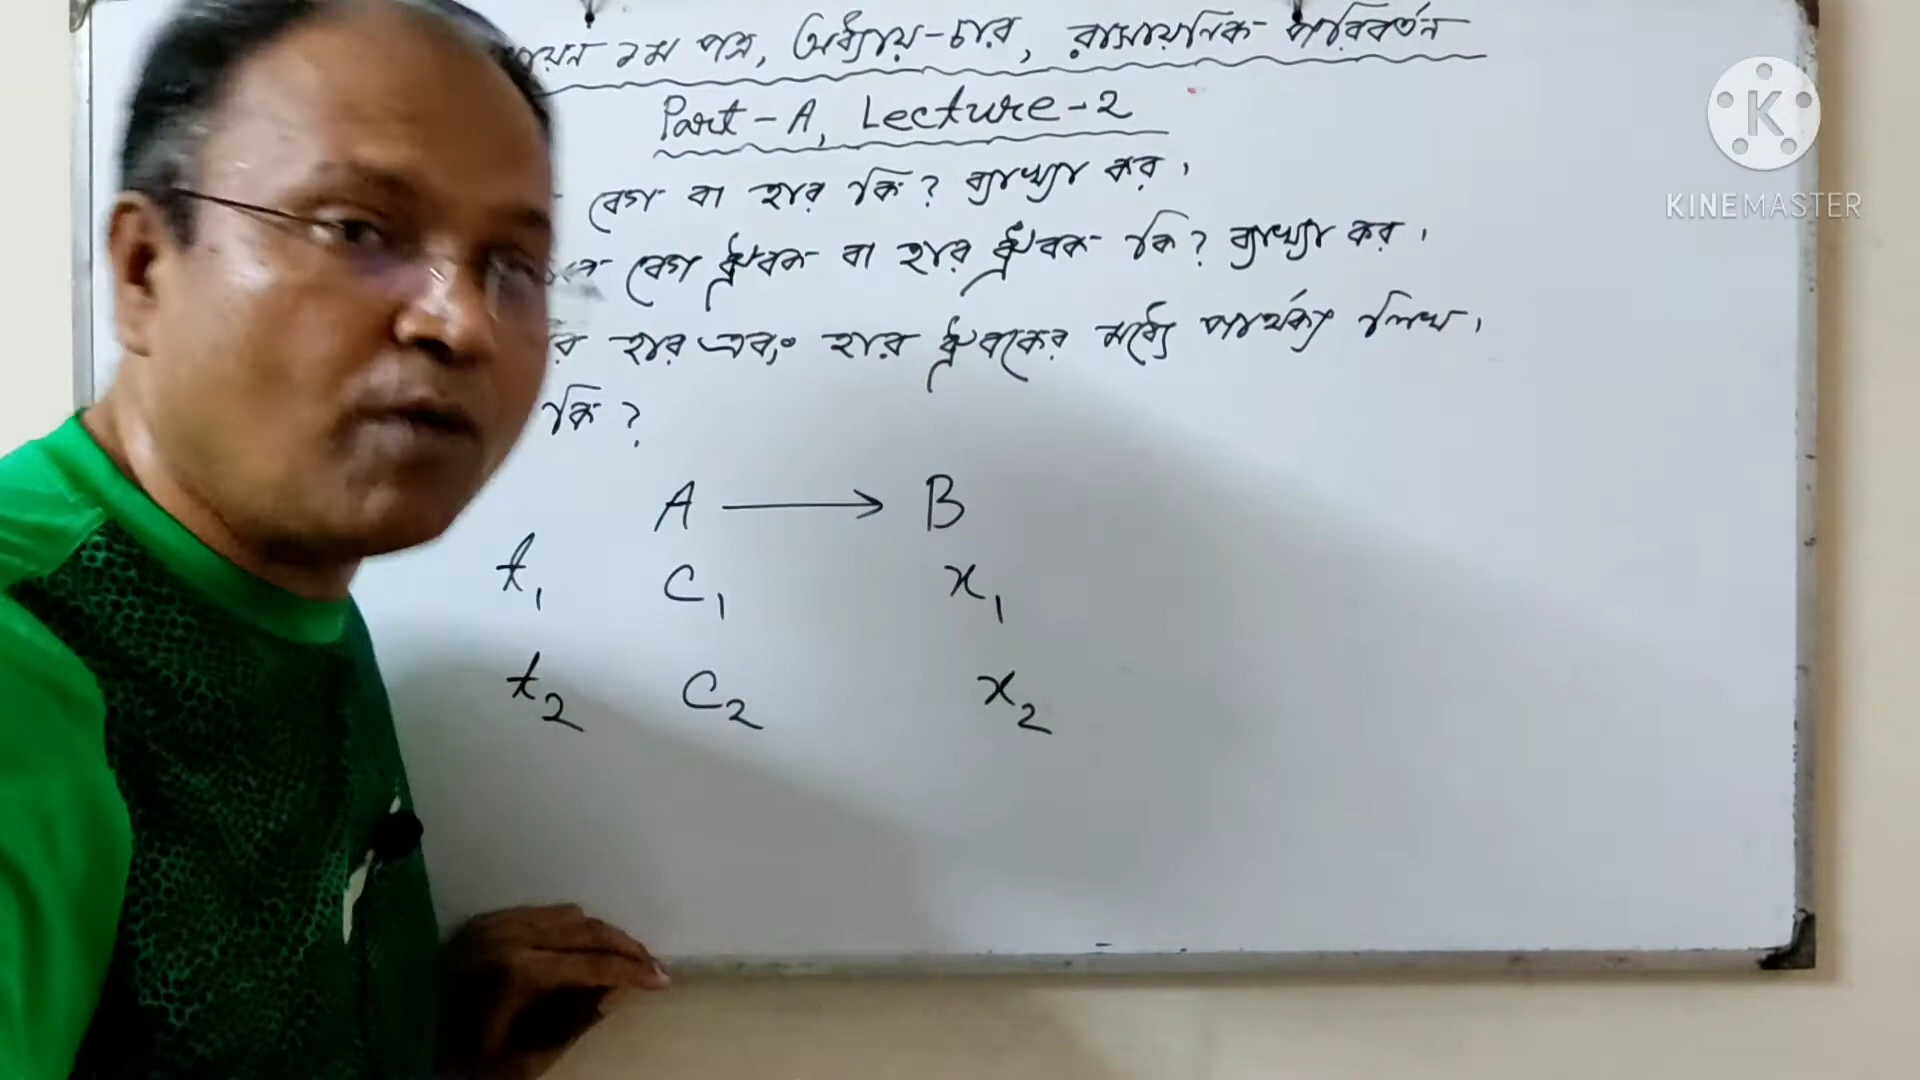 রসায়ন ১ম পত্র, অধ্যায়-চার, রাসায়নিক পরিবর্তন
Part-A, Lecture-2
বেগ বা হার কি? ব্যাখ্যা কর।
বেগ ধ্রুবক বা হার ধ্রুবক কি? ব্যাখ্যা কর।
র হার এবং হার ধ্রুবকের মধ্যে পার্থক্য লিখ।
কি?
A ⟶ B
t₁ C₁ x₁
t₂ C₂ x₂
K
KINEMASTER